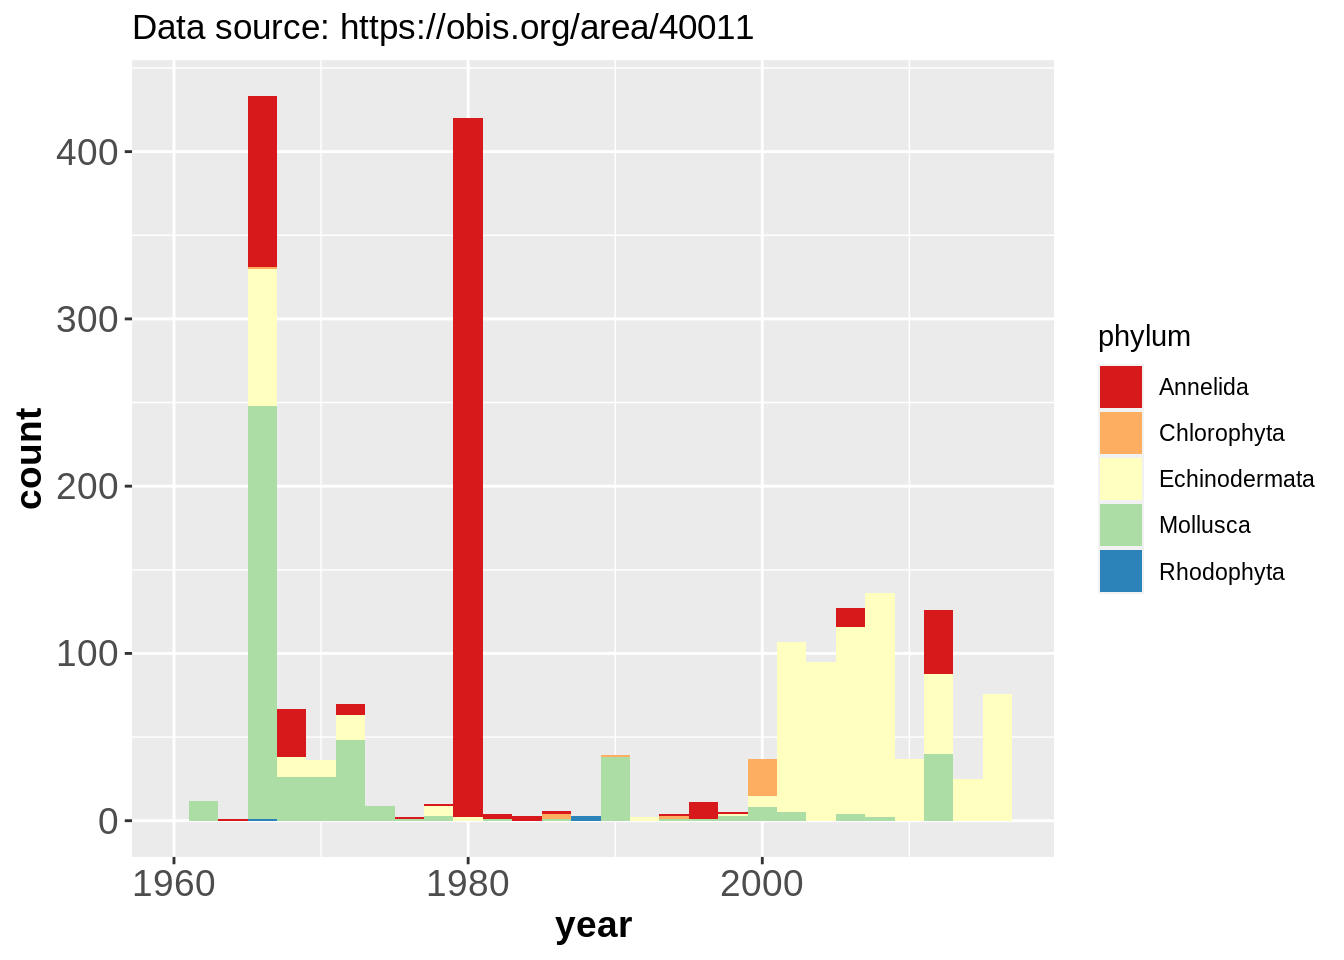 Data source: https://obis.org/area/40011
400
300
200
100
0
count
1960
1980
2000
year
phylum
Annelida
Chlorophyta
Echinodermata
Mollusca
Rhodophyta